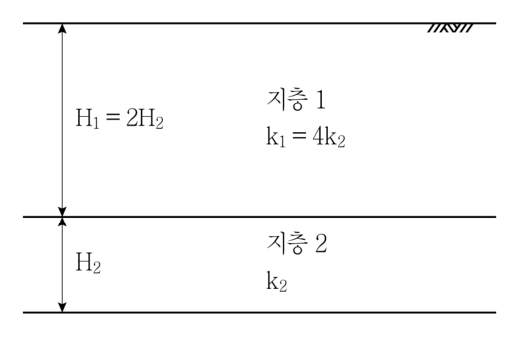 지층 1
H₁ = 2H₂
k₁ = 4k₂
지층 2
H₂
k₂